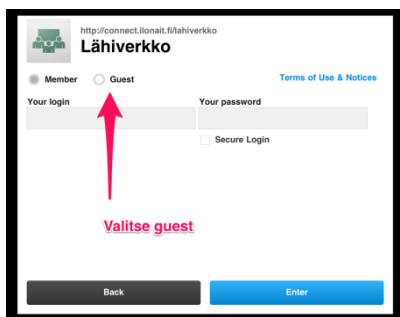 http://connect.ilonait.fi/lahiverkko
Lähiverkko
Member Guest Terms of Use & Notices
Your login Your password
Secure Login
Valitse guest
Back Enter